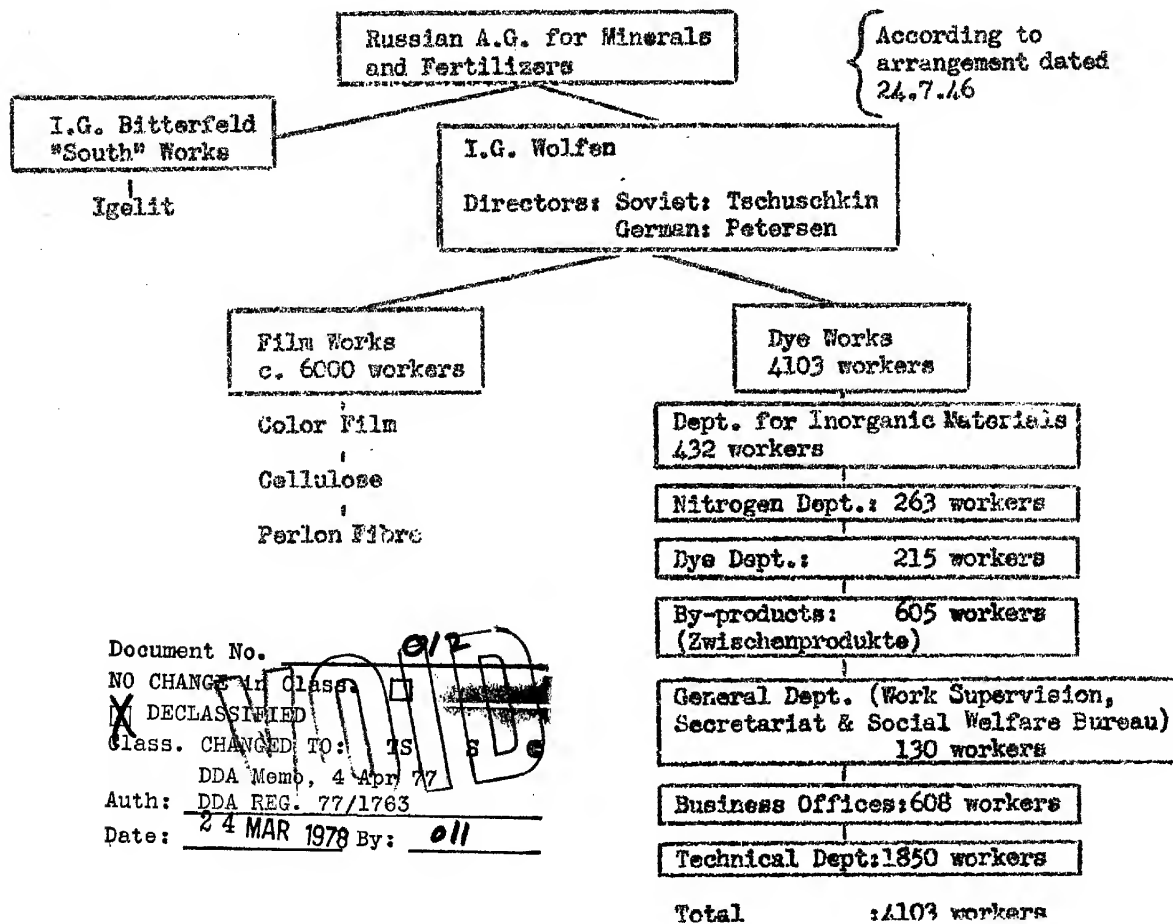 Russian A.G. for Minerals
and Fertilizers
According to
arrangement dated
24.7.46
I.G. Bitterfeld
"South" Works
Igelit
I.G. Wolfen
Directors: Soviet: Tschuschkin
German: Petersen
Film Works
c. 6000 workers
Color Film
Cellulose
Perlon Fibre
Dye Works
4103 workers
Dept. for Inorganic Materials
432 workers
Nitrogen Dept.: 263 workers
Dye Dept.: 215 workers
By-products: 605 workers
(Zwischenprodukte)
General Dept. (Work Supervision,
Secretariat & Social Welfare Bureau)
130 workers
Business Offices:608 workers
Technical Dept:1850 workers
Total :4103 workers
Document No. 012
NO CHANGE in Class.
X DECLASSIFIED
Class. CHANGED TO: TS S C
DDA Memo, 4 Apr 77
Auth: DDA REG. 77/1763
Date: 24 MAR 1978 By: 011